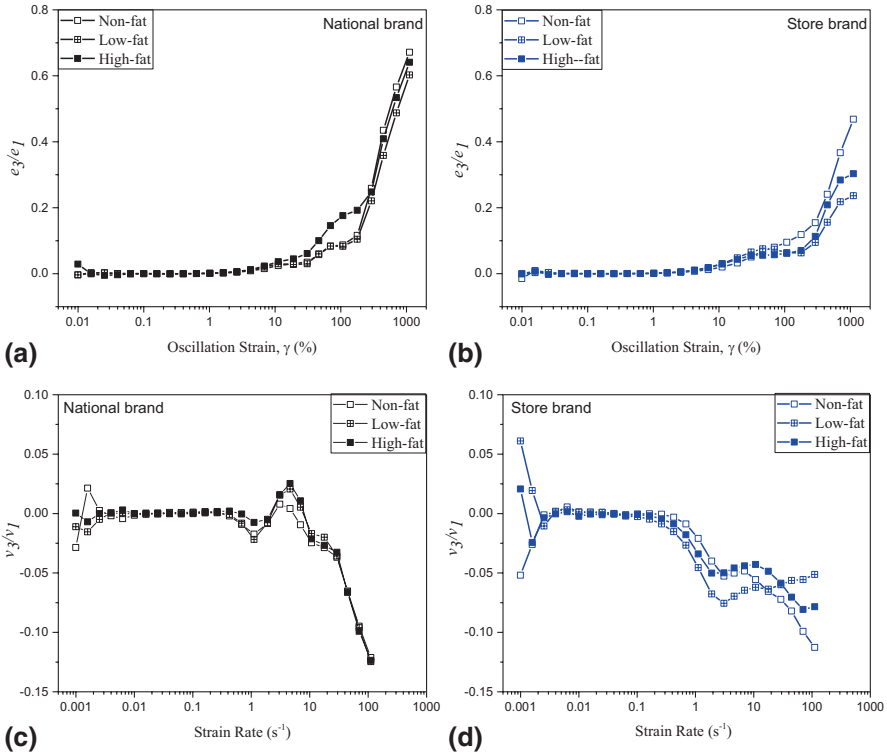 National brand
Non-fat
Low-fat
High-fat
0.8
0.6
0.4
0.2
0.0
e3/e1
0.01
0.1
1
10
100
1000
Oscillation Strain, γ (%)
(a)
Store brand
Non-fat
Low-fat
High--fat
0.8
0.6
0.4
0.2
0.0
e3/e1
0.01
0.1
1
10
100
1000
Oscillation Strain, γ (%)
(b)
National brand
Non-fat
Low-fat
High-fat
0.10
0.05
0.00
-0.05
-0.10
-0.15
v3/v1
0.001
0.01
0.1
1
10
100
1000
Strain Rate (s-1)
(c)
Store brand
Non-fat
Low-fat
High-fat
0.10
0.05
0.00
-0.05
-0.10
-0.15
v3/v1
0.001
0.01
0.1
1
10
100
1000
Strain Rate (s-1)
(d)